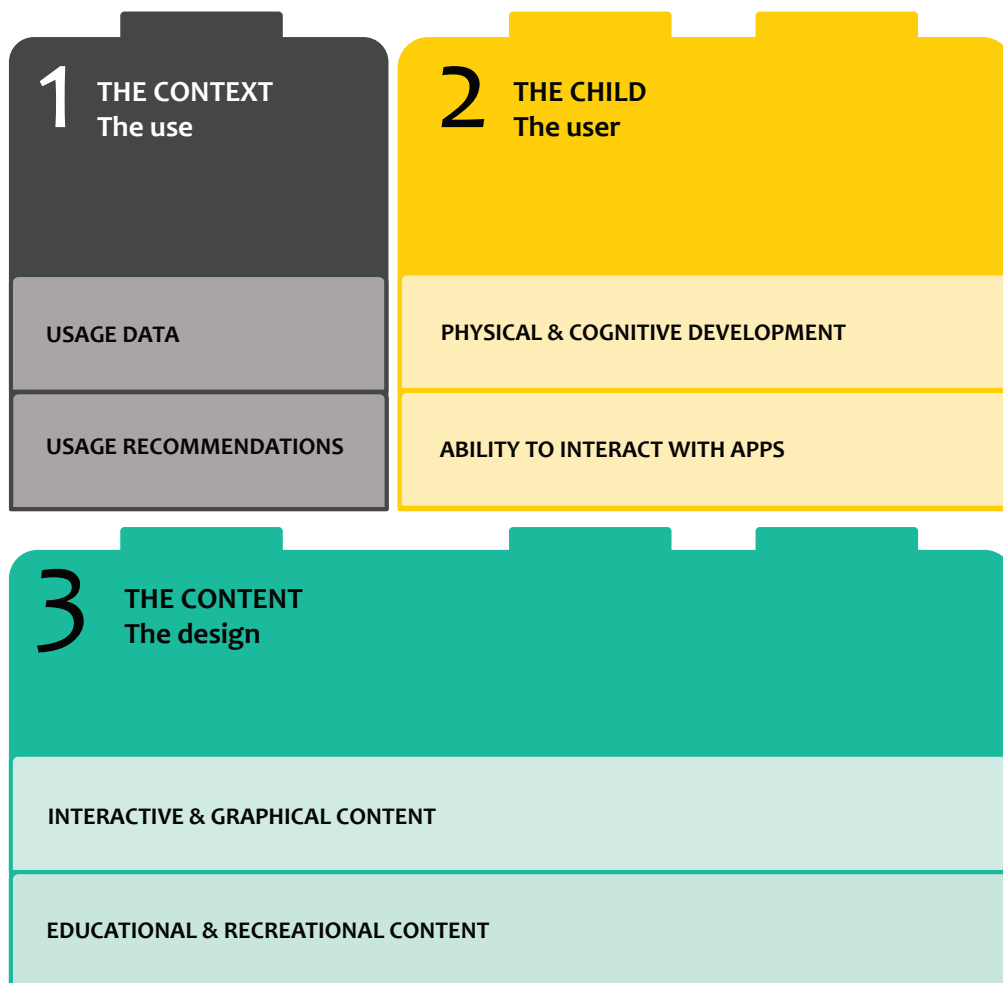 1
THE CONTEXT
The use
USAGE DATA
USAGE RECOMMENDATIONS
2
THE CHILD
The user
PHYSICAL & COGNITIVE DEVELOPMENT
ABILITY TO INTERACT WITH APPS
3
THE CONTENT
The design
INTERACTIVE & GRAPHICAL CONTENT
EDUCATIONAL & RECREATIONAL CONTENT